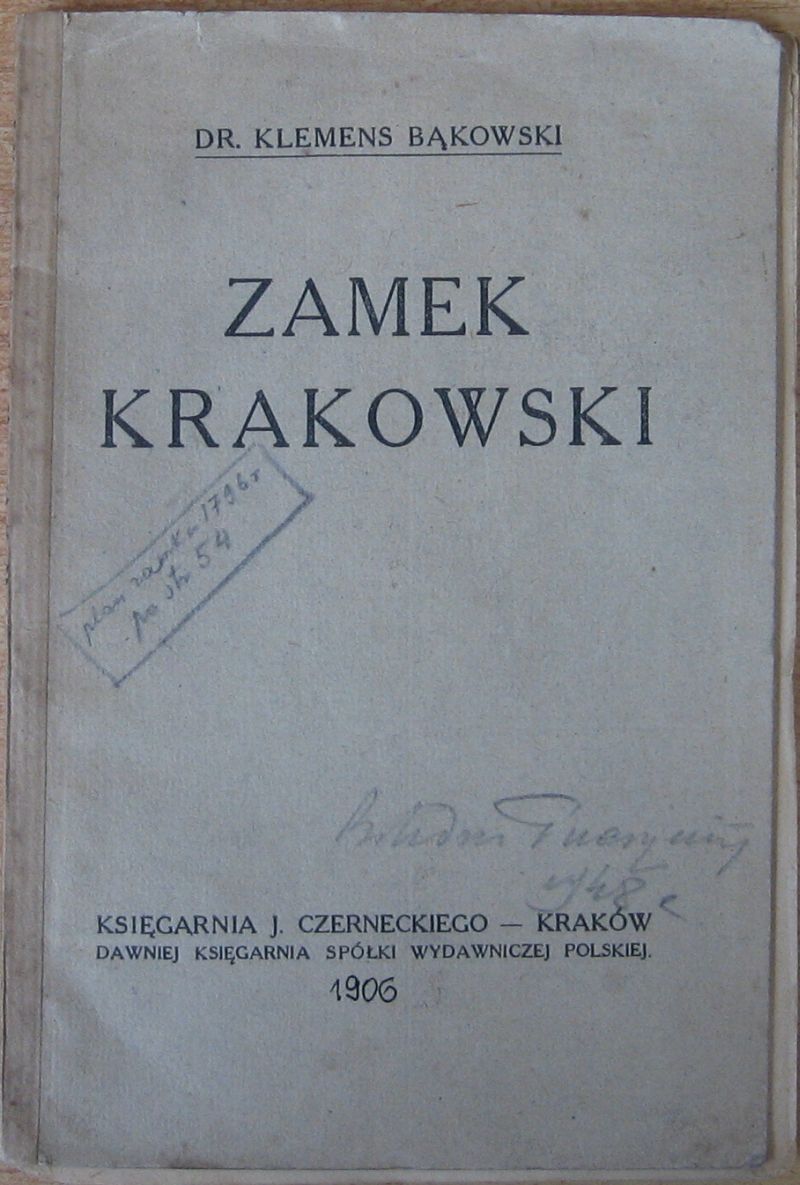 DR. KLEMENS BĄKOWSKI
ZAMEK
KRAKOWSKI
plan zamku 1796 r
po str 54
KSIĘGARNIA J. CZERNECKIEGO — KRAKÓW
DAWNIEJ KSIĘGARNIA SPÓŁKI WYDAWNICZEJ POLSKIEJ.
1906